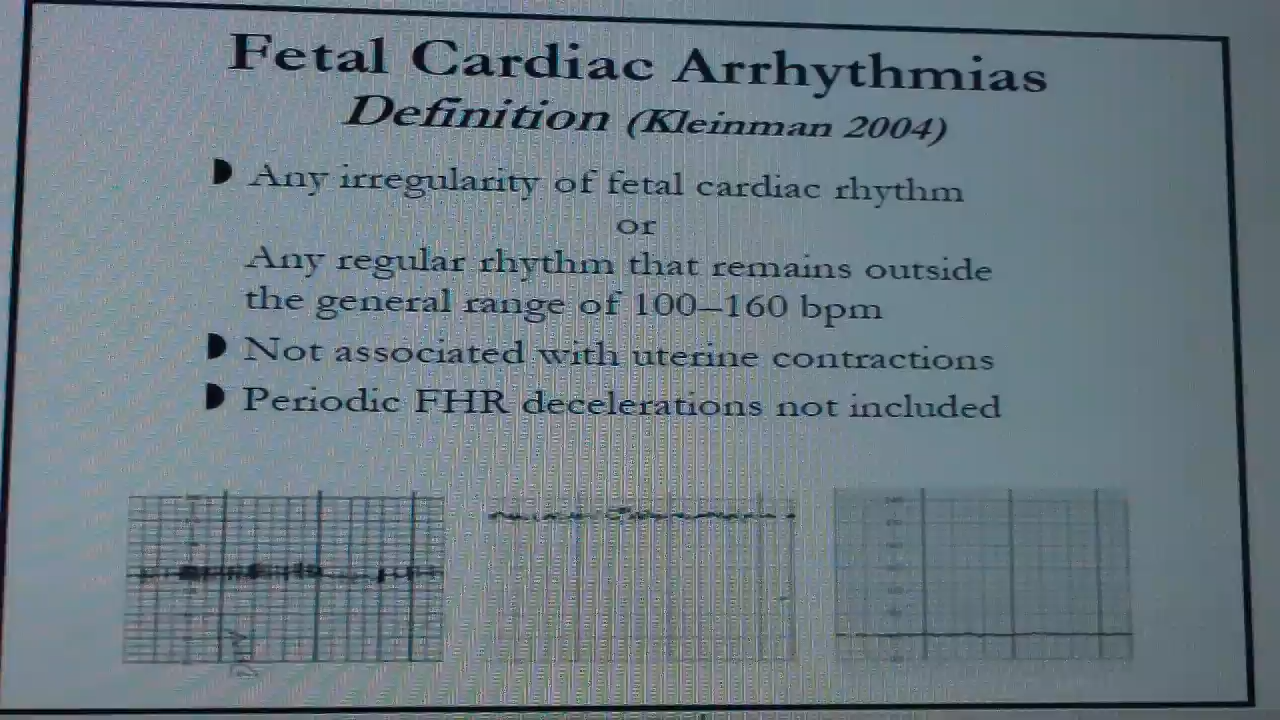 Fetal Cardiac Arrhythmias
Definition (Kleinman 2004)
Any irregularity of fetal cardiac rhythm
or
Any regular rhythm that remains outside
the general range of 100–160 bpm
Not associated with uterine contractions
Periodic FHR decelerations not included